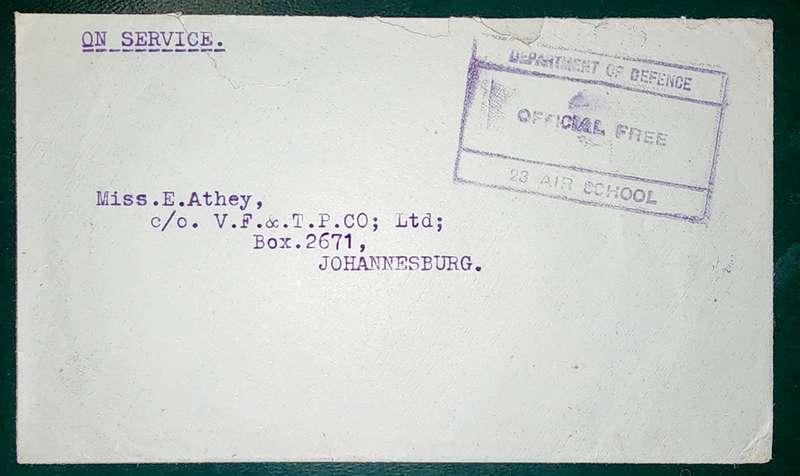 ON SERVICE.
DEPARTMENT OF DEFENCE
OFFICIAL FREE
23 AIR SCHOOL
Miss.E.Athey,
c/o. V.F.&.T.P.CO; Ltd;
Box.2671,
JOHANNESBURG.